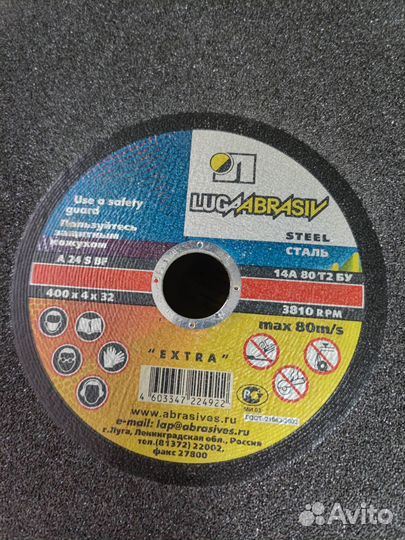 LUGAABRASIV
Use a safety
guard
Пользуйтесь
защитным
кожухом
STEEL
СТАЛЬ
A 24 S BF
14А 80 Т2 БУ
400 x 4 x 32
3810 RPM
max 80m/s
"EXTRA"
4 603347 224922
www.abrasives.ru
e-mail: lap@abrasives.ru
г.Луга, Ленинградская обл., Россия
тел.(81372) 22002,
факс 27800
Avito